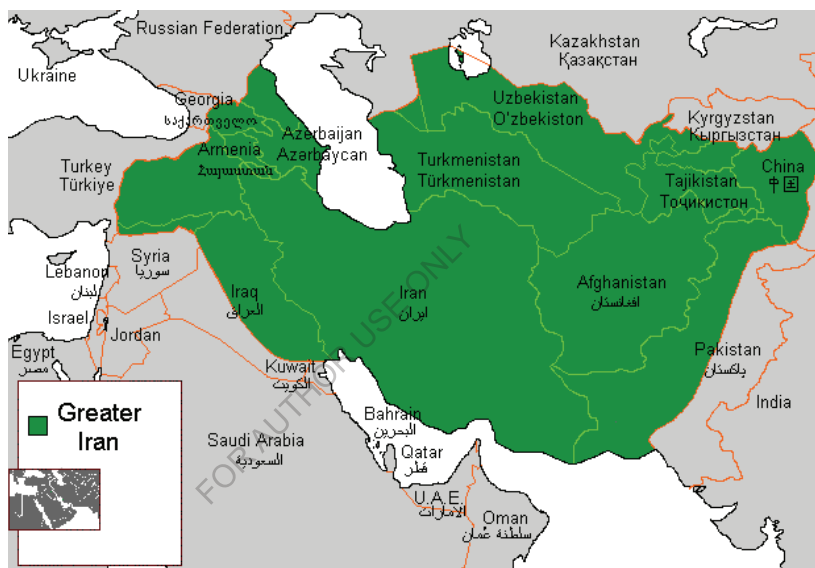 Russian Federation
Kazakhstan
Қазақстан
Ukraine
Uzbekistan
O'zbekiston
Georgia
საქართველო
Kyrgyzstan
Кыргызстан
Azerbaijan
Azərbaycan
Armenia
Հայաստան
Turkey
Türkiye
Turkmenistan
Türkmenistan
China
中国
Tajikistan
Тоҷикистон
Syria
سوريا
Lebanon
لبنان
Iraq
العراق
Iran
ایران
Afghanistan
افغانستان
Israel
Jordan
Egypt
مصر
Kuwait
الكويت
Pakistan
پاکستان
India
Greater
Iran
Bahrain
البحرين
Saudi Arabia
السعودية
Qatar
قطر
U.A.E.
الامارات
Oman
سلطنة عُمان
FOR AUTHOR USE ONLY